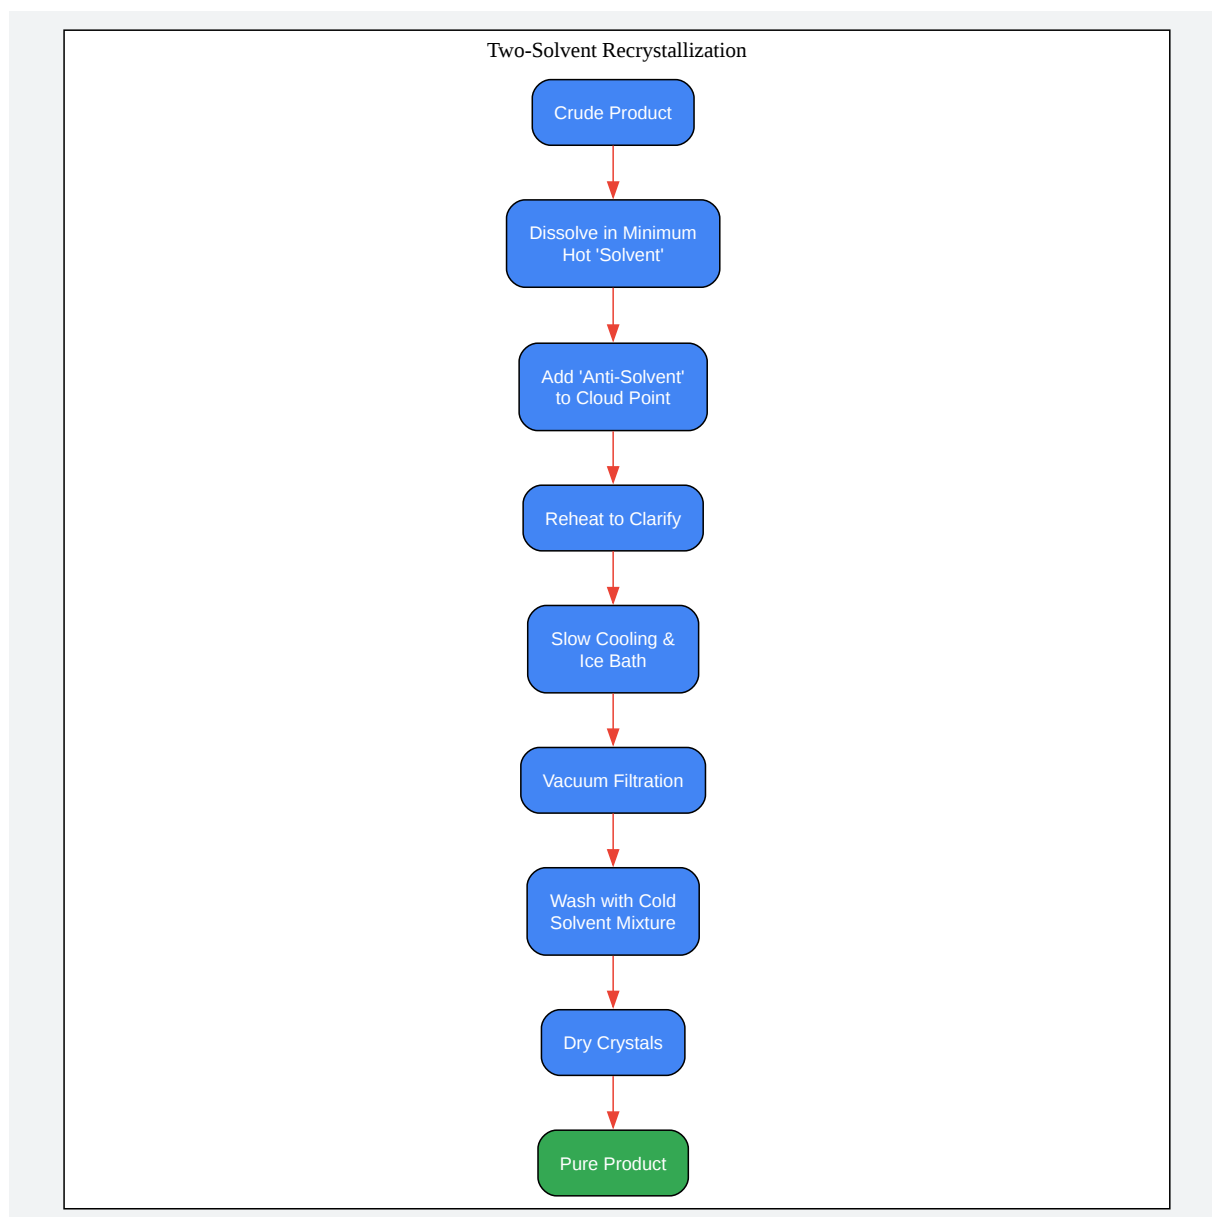 Two-Solvent Recrystallization
Crude Product
Dissolve in Minimum
Hot 'Solvent'
Add 'Anti-Solvent'
to Cloud Point
Reheat to Clarify
Slow Cooling &
Ice Bath
Vacuum Filtration
Wash with Cold
Solvent Mixture
Dry Crystals
Pure Product